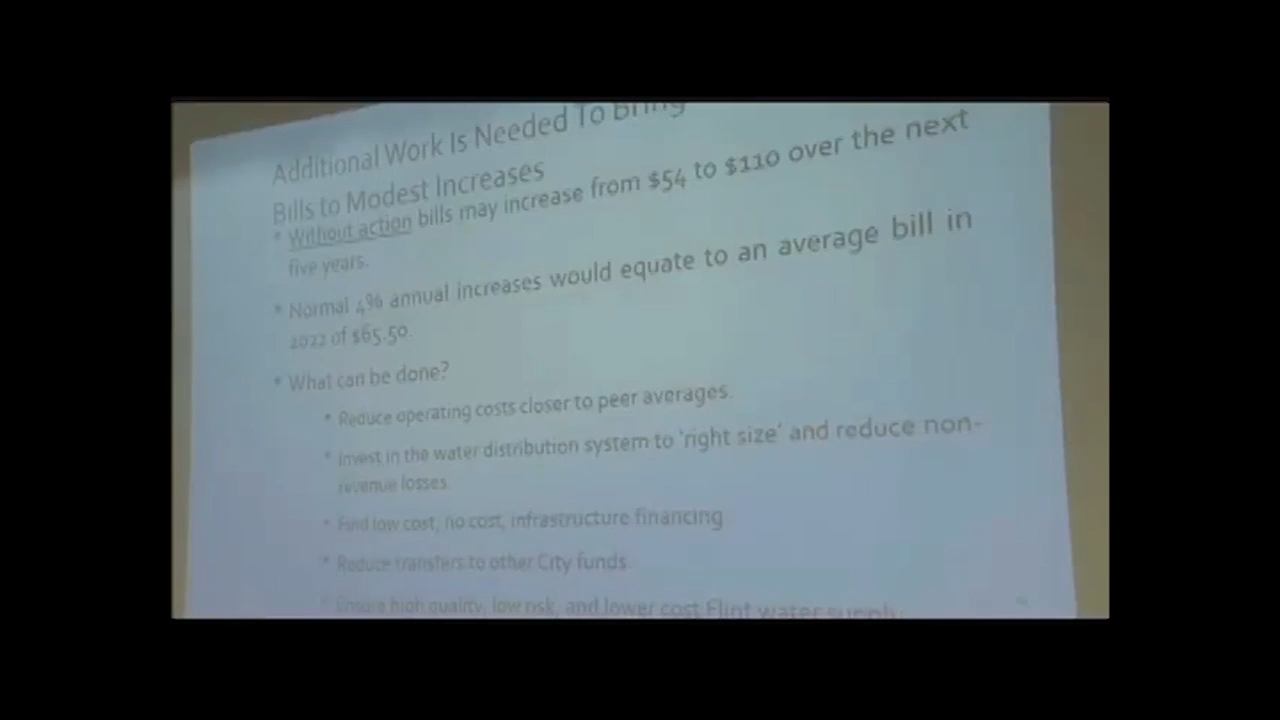 Additional Work Is Needed To Bring
Bills to Modest Increases
* Without action bills may increase from $54 to $110 over the next
five years.
* Normal 4% annual increases would equate to an average bill in
2022 of $65.50.
* What can be done?
* Reduce operating costs closer to peer averages.
* Invest in the water distribution system to 'right size' and reduce non-
revenue losses.
* Find low cost, no cost, infrastructure financing
* Reduce transfers to other City funds.
* Ensure high quality, low risk, and lower cost Flint water supply.